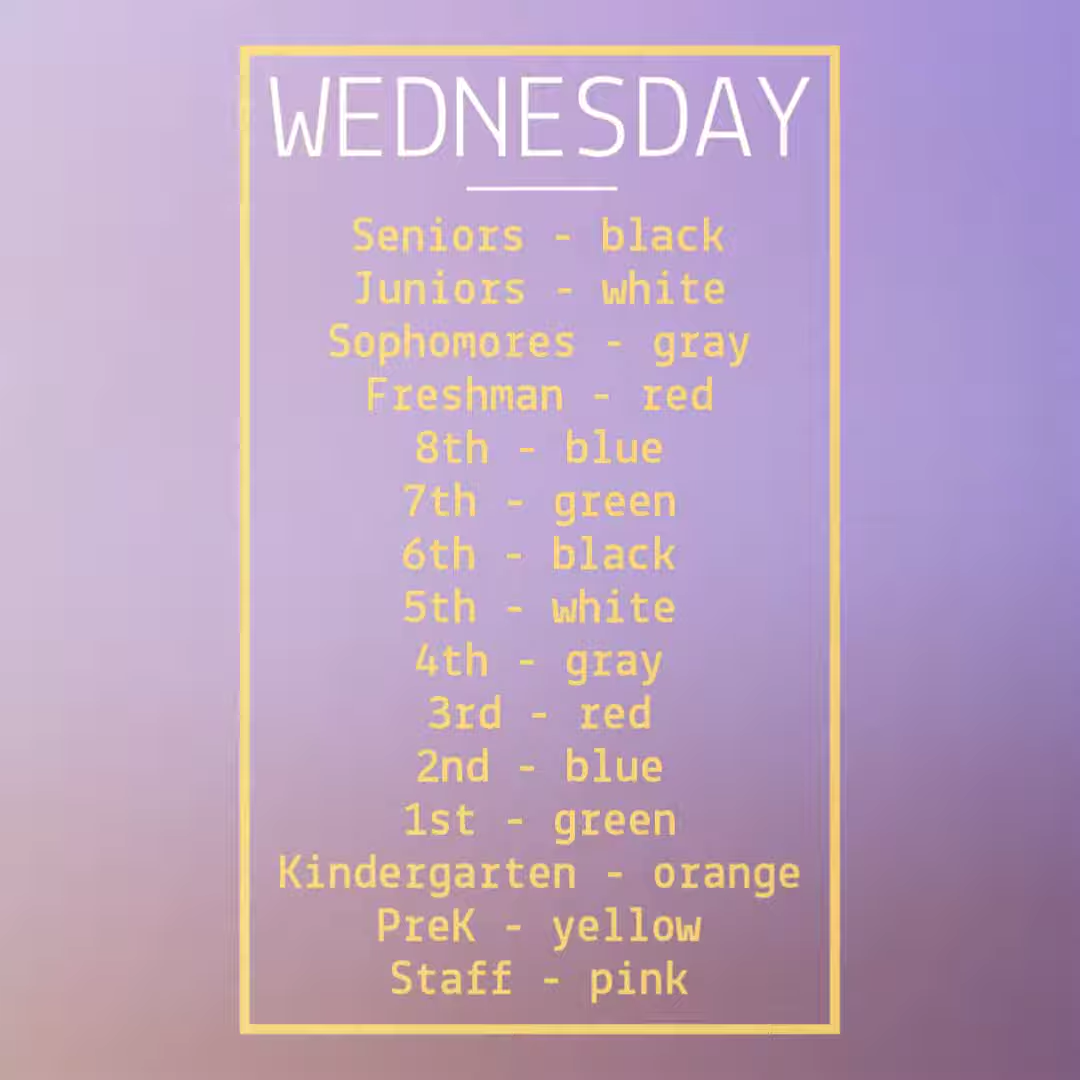 WEDNESDAY
Seniors - black
Juniors - white
Sophomores - gray
Freshman - red
8th - blue
7th - green
6th - black
5th - white
4th - gray
3rd - red
2nd - blue
1st - green
Kindergarten - orange
PreK - yellow
Staff - pink